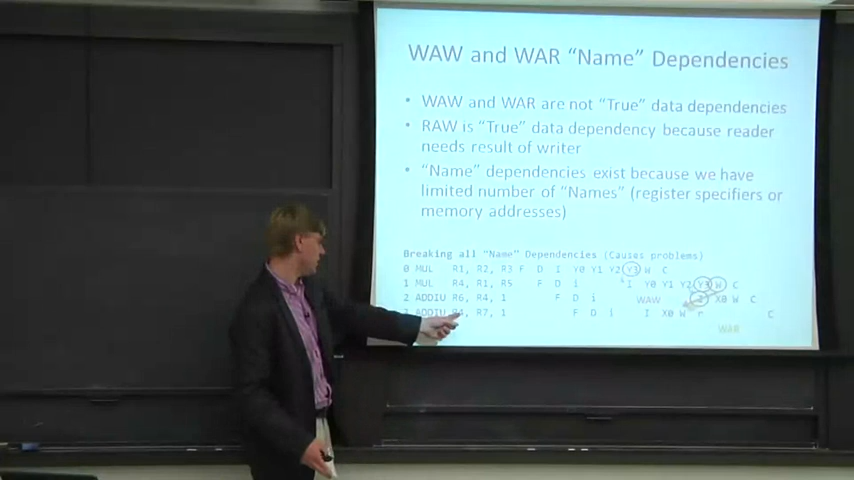 WAW and WAR “Name” Dependencies
• WAW and WAR are not “True” data dependencies
• RAW is “True” data dependency because reader
needs result of writer
• “Name” dependencies exist because we have
limited number of “Names” (register specifiers or
memory addresses)
Breaking all “Name” Dependencies (Causes problems)
0 MUL R1, R2, R3 F D I Y0 Y1 Y2 Y3 W C
1 MUL R4, R1, R5 F D i I Y0 Y1 Y2 Y3 W C
2 ADDIU R6, R4, 1 F D i WAW I X0 W C
ADDIU R4, R7, 1 F D i I X0 W r C
WAR